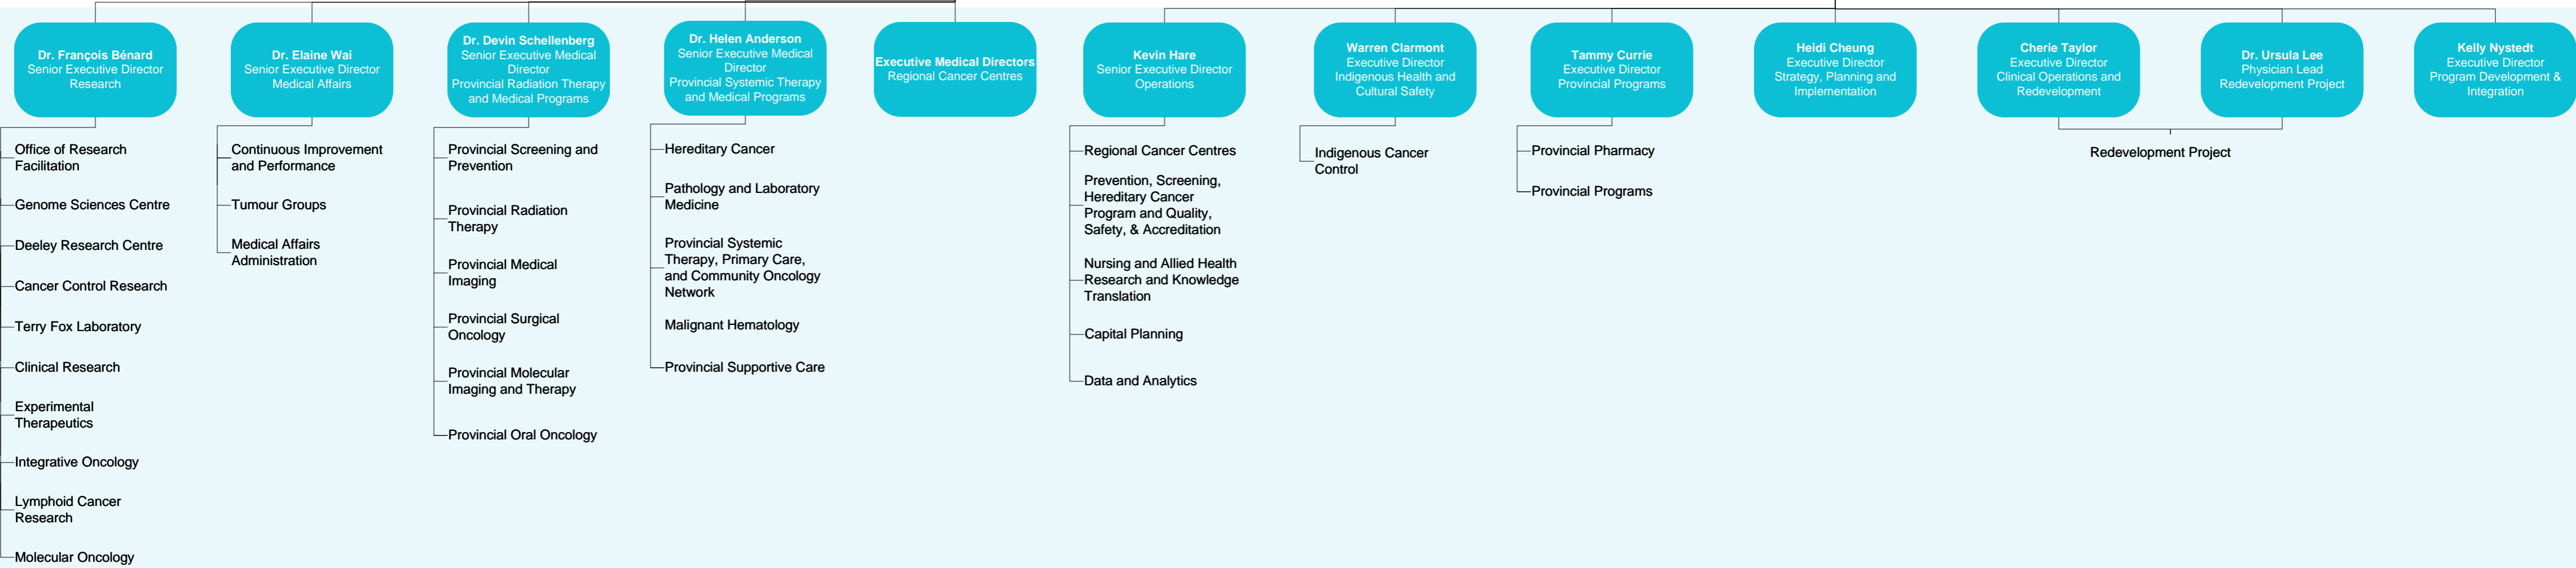 Dr. François Bénard
Senior Executive Director
Research
Office of Research
Facilitation
Genome Sciences Centre
Deeley Research Centre
Cancer Control Research
Terry Fox Laboratory
Clinical Research
Experimental
Therapeutics
Integrative Oncology
Lymphoid Cancer
Research
Molecular Oncology
Dr. Elaine Wai
Senior Executive Director
Medical Affairs
Continuous Improvement
and Performance
Tumour Groups
Medical Affairs
Administration
Dr. Devin Schellenberg
Senior Executive Medical
Director
Provincial Radiation Therapy
and Medical Programs
Provincial Screening and
Prevention
Provincial Radiation
Therapy
Provincial Medical
Imaging
Provincial Surgical
Oncology
Provincial Molecular
Imaging and Therapy
Provincial Oral Oncology
Dr. Helen Anderson
Senior Executive Medical
Director
Provincial Systemic Therapy
and Medical Programs
Hereditary Cancer
Pathology and Laboratory
Medicine
Provincial Systemic
Therapy, Primary Care,
and Community Oncology
Network
Malignant Hematology
Provincial Supportive Care
Executive Medical Directors
Regional Cancer Centres
Kevin Hare
Senior Executive Director
Operations
Regional Cancer Centres
Prevention, Screening,
Hereditary Cancer
Program and Quality,
Safety, & Accreditation
Nursing and Allied Health
Research and Knowledge
Translation
Capital Planning
Data and Analytics
Warren Clarmont
Executive Director
Indigenous Health and
Cultural Safety
Indigenous Cancer
Control
Tammy Currie
Executive Director
Provincial Programs
Provincial Pharmacy
Provincial Programs
Heidi Cheung
Executive Director
Strategy, Planning and
Implementation
Cherie Taylor
Executive Director
Clinical Operations and
Redevelopment
Dr. Ursula Lee
Physician Lead
Redevelopment Project
Redevelopment Project
Kelly Nystedt
Executive Director
Program Development &
Integration